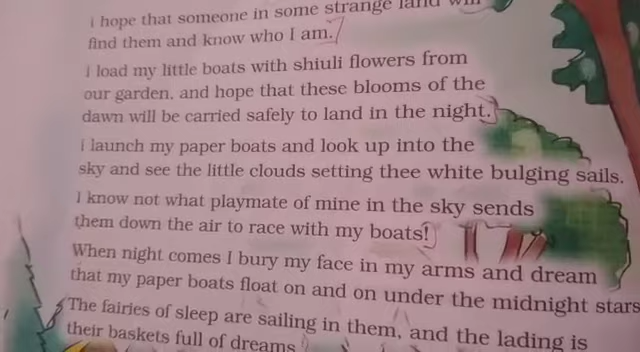 i hope that someone in some strange land will
find them and know who I am.
I load my little boats with shiuli flowers from
our garden, and hope that these blooms of the
dawn will be carried safely to land in the night.
i launch my paper boats and look up into the
sky and see the little clouds setting thee white bulging sails.
I know not what playmate of mine in the sky sends
them down the air to race with my boats!
When night comes I bury my face in my arms and dream
that my paper boats float on and on under the midnight stars
The fairies of sleep are sailing in them, and the lading is
their baskets full of dreams